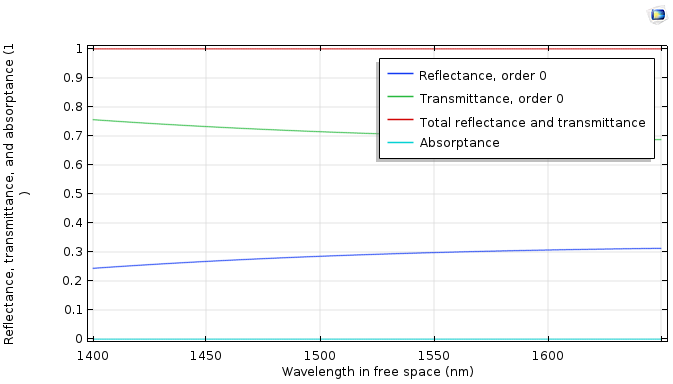 Reflectance, transmittance, and absorptance (1
)
1
0.9
0.8
0.7
0.6
0.5
0.4
0.3
0.2
0.1
0
Reflectance, order 0
Transmittance, order 0
Total reflectance and transmittance
Absorptance
1400 1450 1500 1550 1600
Wavelength in free space (nm)